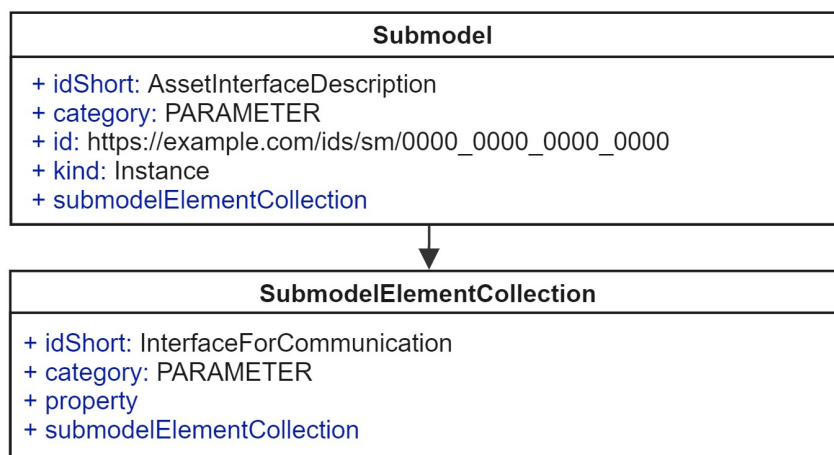 Submodel
+ idShort: AssetInterfaceDescription
+ category: PARAMETER
+ id: https://example.com/ids/sm/0000_0000_0000_0000
+ kind: Instance
+ submodelElementCollection
SubmodelElementCollection
+ idShort: InterfaceForCommunication
+ category: PARAMETER
+ property
+ submodelElementCollection